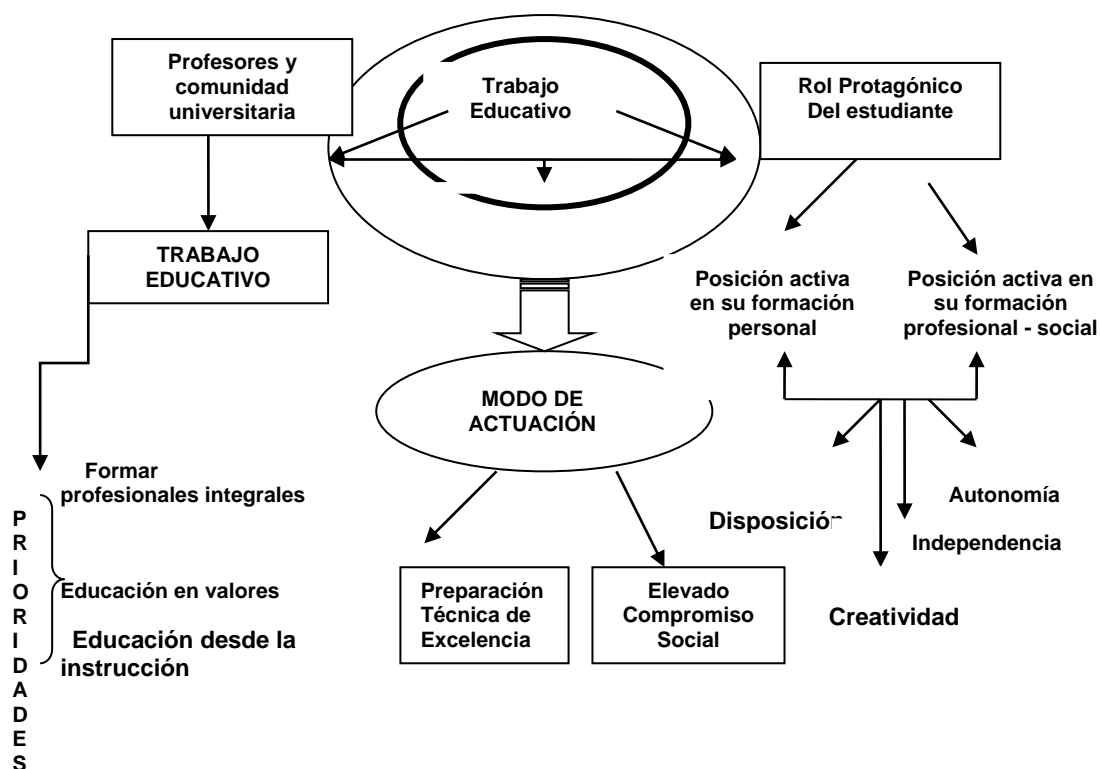 Profesores y
comunidad
universitaria
Trabajo
Educativo
Rol Protagónico
Del estudiante
TRABAJO
EDUCATIVO
Posición activa
en su formación
personal
Posición activa en
su formación
profesional - social
MODO DE
ACTUACIÓN
Formar
profesionales integrales
Educación en valores
Educación desde la
instrucción
PRIORIDADES
Preparación
Técnica de
Excelencia
Elevado
Compromiso
Social
Disposición
Autonomía
Independencia
Creatividad